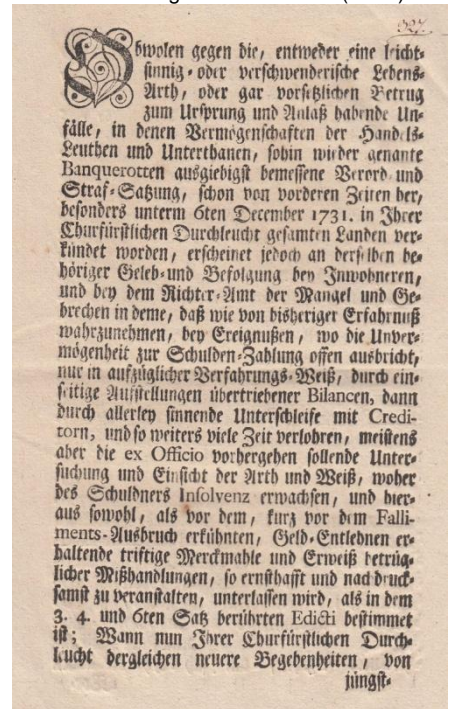 327.
Obwolen gegen die, entweder eine leicht-
sinnig- oder verschwenderische Lebens-
Arth, oder gar vorsetzlichen Betrug
zum Ursprung und Anlaß habende Un-
fälle, in denen Vermögenschaften der Handels-
Leuthen und Unterthanen, sohin wieder genante
Banquerotten ausgiebigst bemessene Verord- und
Straf-Satzung, schon von vorderen Zeiten her,
besonders unterm 6ten December 1731. in Ihrer
Churfürstlichen Durchleucht gesamten Landen ver-
kündet worden, erscheinet jedoch an derselben be-
höriger Geleb- und Befolgung bey Inwohneren,
und bey dem Richter-Amt der Mangel und Ge-
brechen in deme, daß wie von bisheriger Erfahrnuß
wahrzunehmen, bey Ereignußen, wo die Unver-
mögenheit zur Schulden-Zahlung offen ausbricht,
nur in aufzüglicher Verfahrungs-Weiß, durch ein-
seitige Aufstellungen übertriebener Bilancen, dann
durch allerley sinnende Unterschleife mit Credi-
torn, und so weiters viele Zeit verlohren, meistens
aber die ex Officio vorhergehen sollende Unter-
suchung und Einsicht der Arth und Weiß, woher
des Schuldners Insolvenz erwachsen, und hier-
aus sowohl, als vor dem, kurz vor dem Falli-
ments-Ausbruch erkühnten, Geld-Entlehnen er-
haltende triftige Merckmahle und Erweiß betrüg-
licher Mißhandlungen, so ernsthafft und nachdruck-
samst zu veranstalten, unterlassen wird, als in dem
3. 4. und 6ten Satz berührten Edicti bestimmet
ist; Wann nun Ihrer Churfürstlichen Durch-
leucht dergleichen neuere Begebenheiten, von
jüngst-